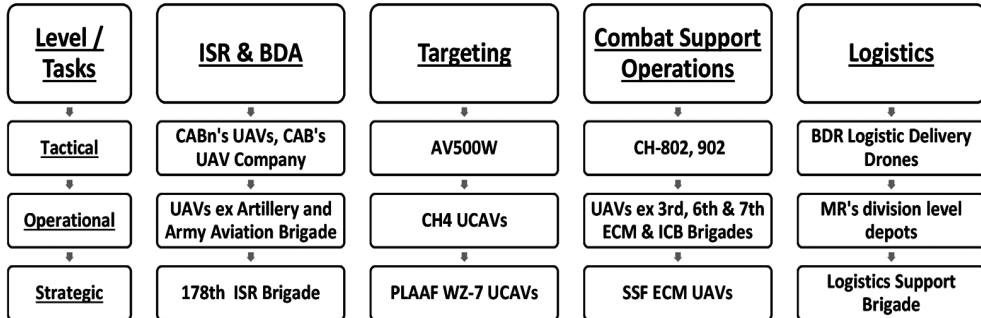 Level /
Tasks
ISR & BDA
Targeting
Combat Support
Operations
Logistics
Tactical
CABn's UAVs, CAB's
UAV Company
AV500W
CH-802, 902
BDR Logistic Delivery
Drones
Operational
UAVs ex Artillery and
Army Aviation Brigade
CH4 UCAVs
UAVs ex 3rd, 6th & 7th
ECM & ICB Brigades
MR's division level
depots
Strategic
178th ISR Brigade
PLAAF WZ-7 UCAVs
SSF ECM UAVs
Logistics Support
Brigade